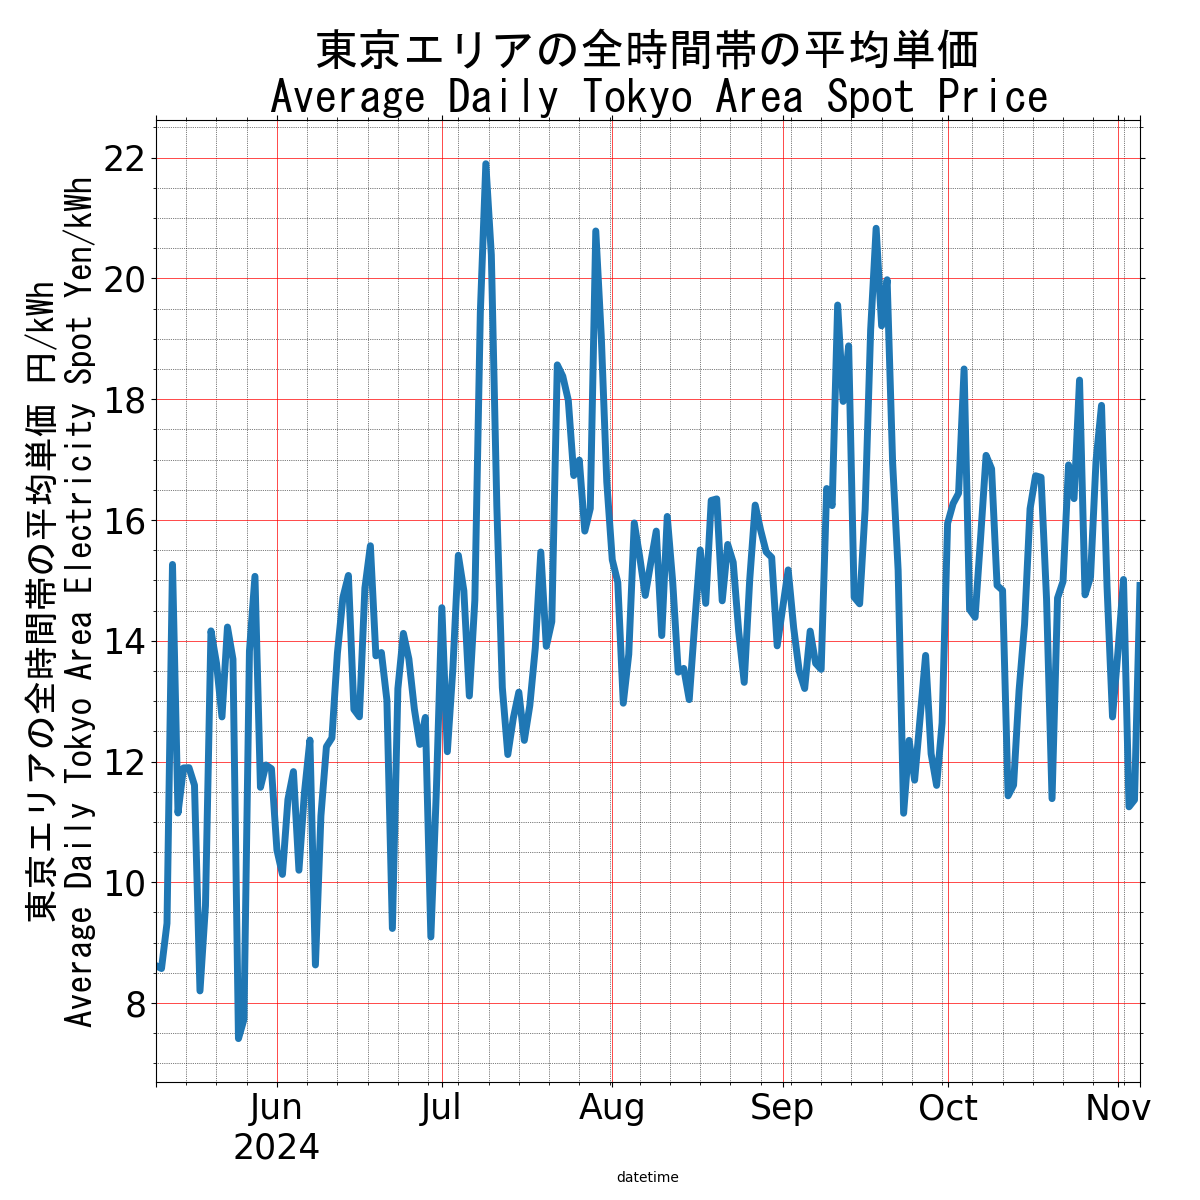 東京エリアの全時間帯の平均単価
Average Daily Tokyo Area Spot Price
東京エリアの全時間帯の平均単価 円/kWh
Average Daily Tokyo Area Electricity Spot Yen/kWh
22
20
18
16
14
12
10
8
Jun
2024
Jul
Aug
Sep
Oct
Nov
datetime